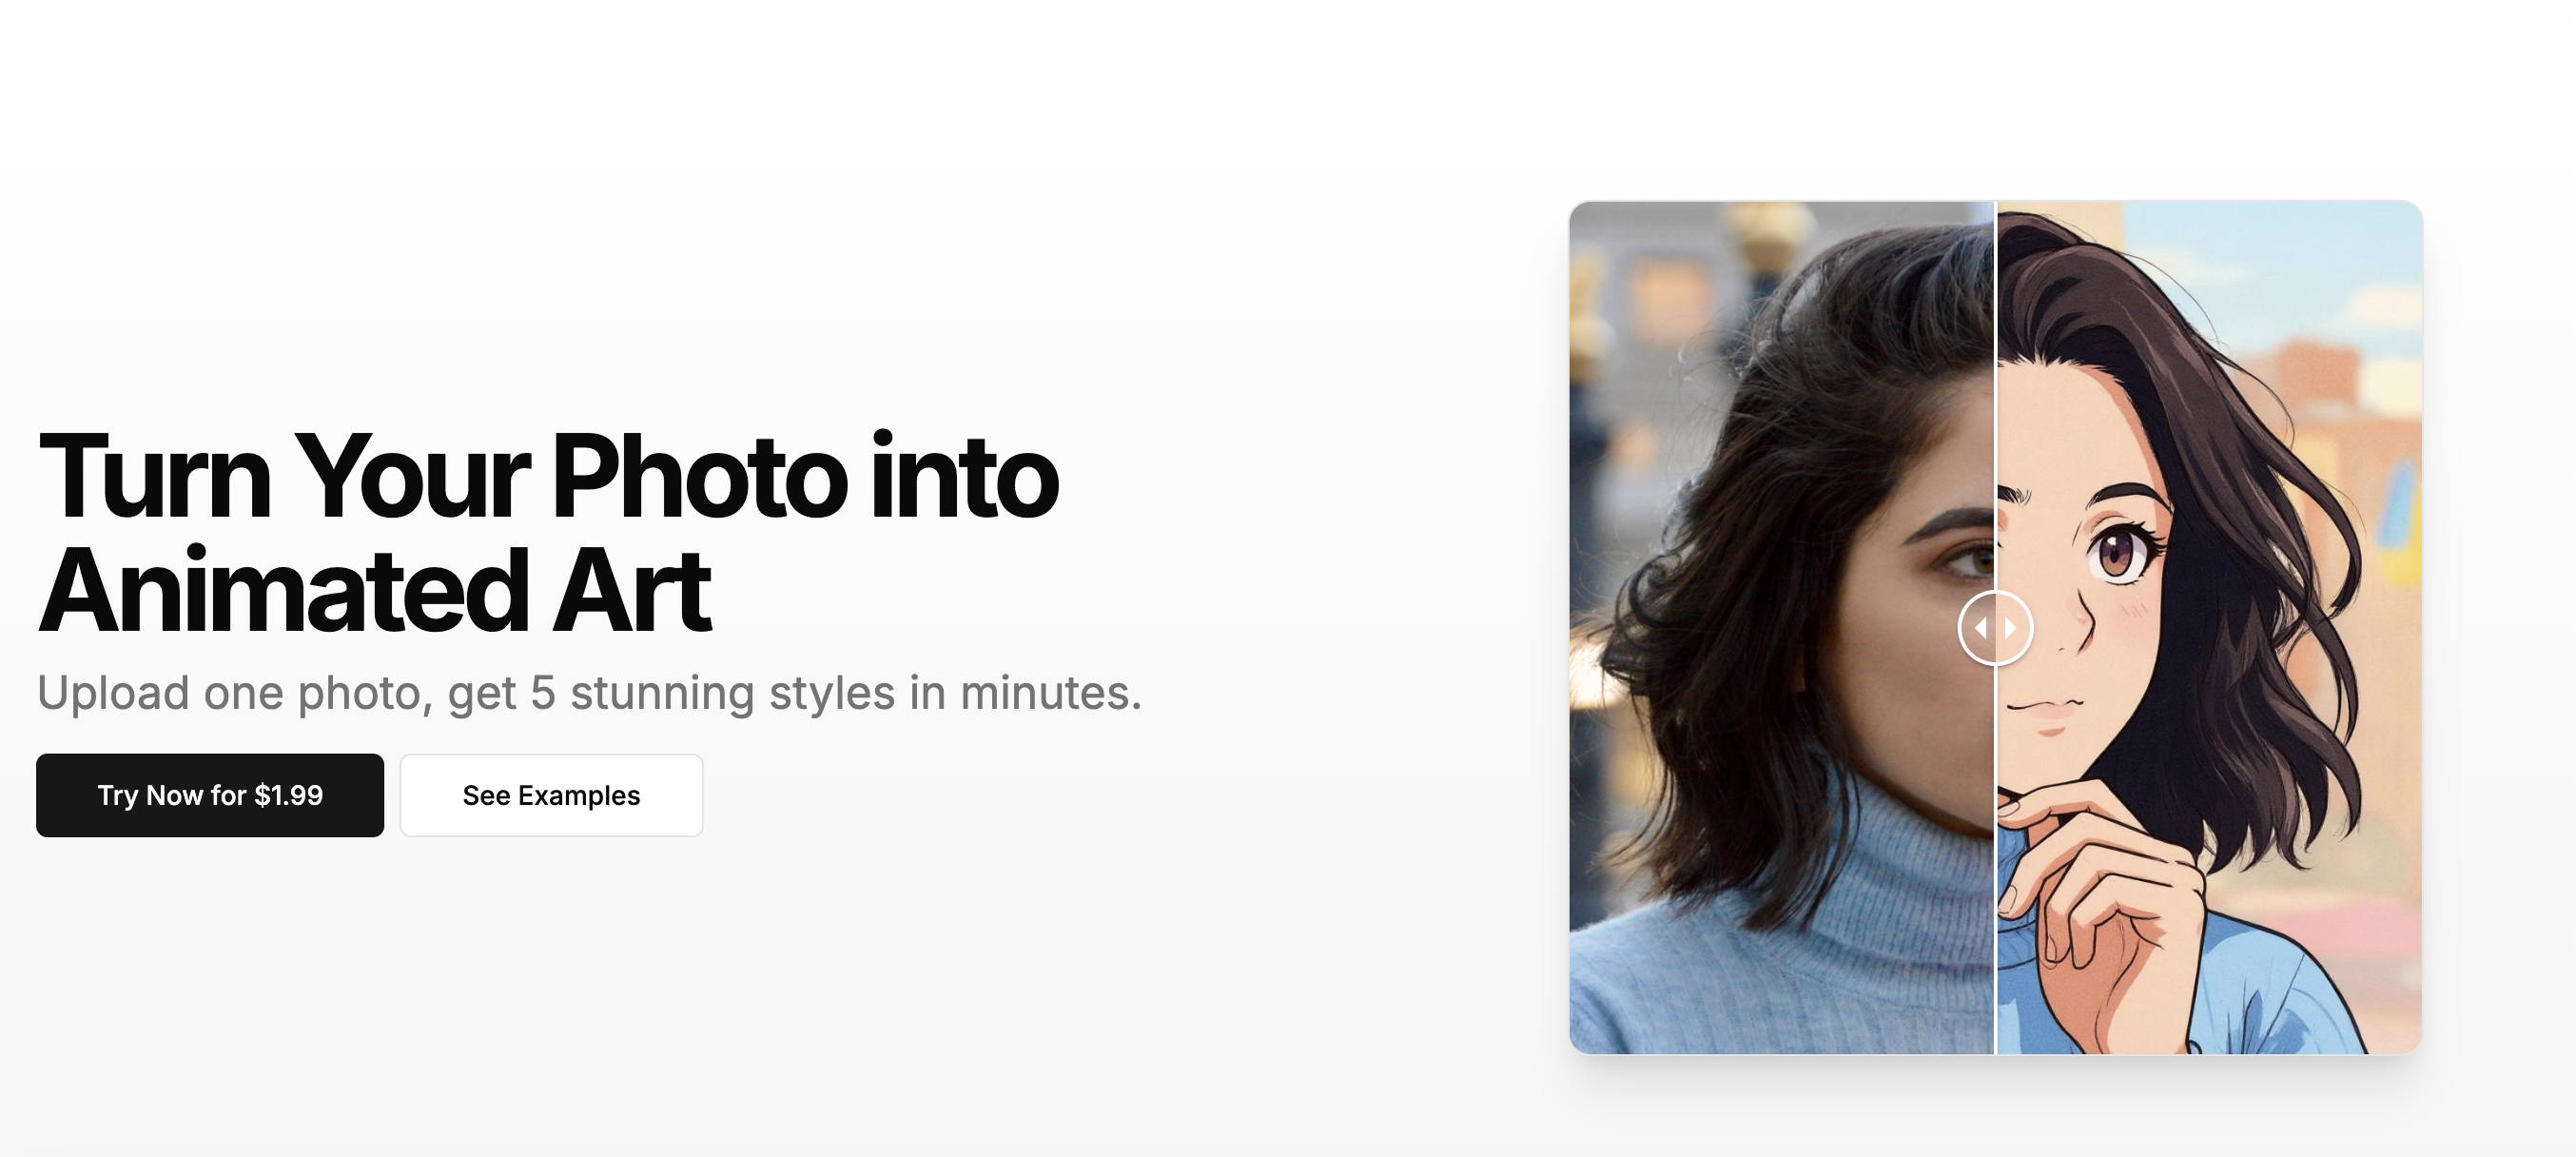 Turn Your Photo into
Animated Art
Upload one photo, get 5 stunning styles in minutes.
Try Now for $1.99
See Examples